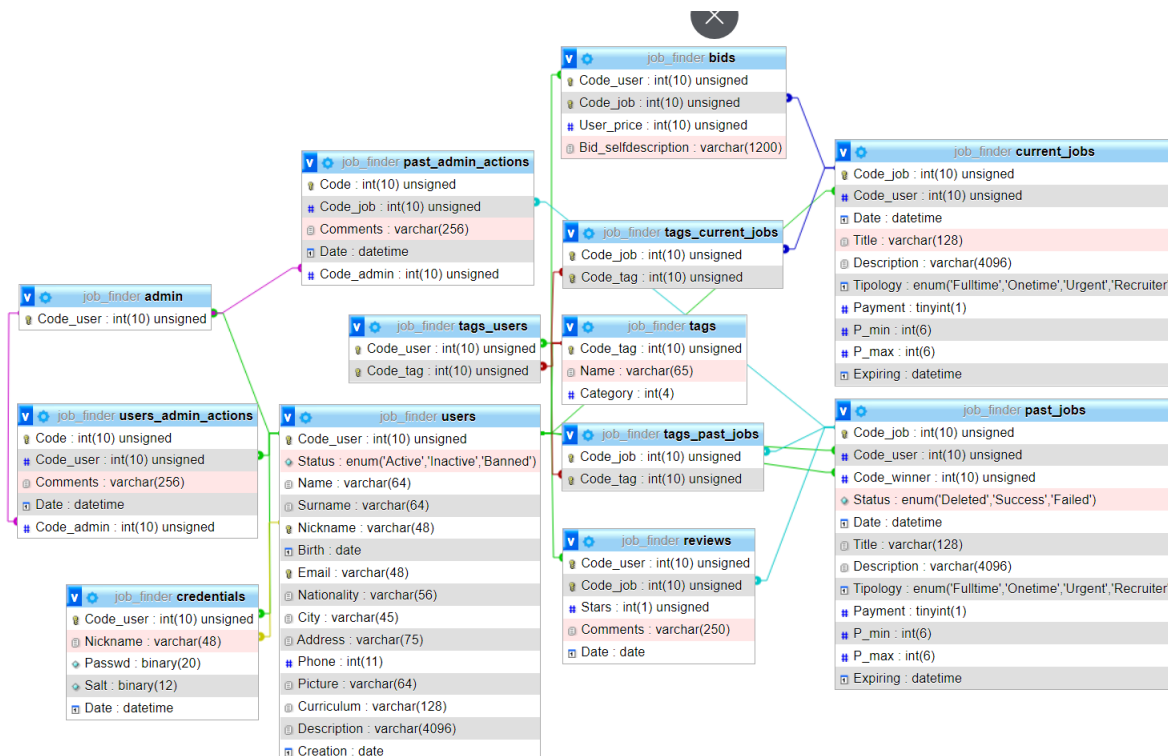 job_finder bids
Code_user : int(10) unsigned
Code_job : int(10) unsigned
User_price : int(10) unsigned
Bid_selfdescription : varchar(1200)
job_finder past_admin_actions
Code : int(10) unsigned
Code_job : int(10) unsigned
Comments : varchar(256)
Date : datetime
Code_admin : int(10) unsigned
job_finder current_jobs
Code_job : int(10) unsigned
Code_user : int(10) unsigned
Date : datetime
Title : varchar(128)
Description : varchar(4096)
Tipology : enum('Fulltime','Onetime','Urgent','Recruiter'
Payment : tinyint(1)
P_min : int(6)
P_max : int(6)
Expiring : datetime
job_finder tags_current_jobs
Code_job : int(10) unsigned
Code_tag : int(10) unsigned
job_finder admin
Code_user : int(10) unsigned
job_finder tags_users
Code_user : int(10) unsigned
Code_tag : int(10) unsigned
job_finder tags
Code_tag : int(10) unsigned
Name : varchar(65)
Category : int(4)
job_finder users_admin_actions
Code : int(10) unsigned
Code_user : int(10) unsigned
Comments : varchar(256)
Date : datetime
Code_admin : int(10) unsigned
job_finder users
Code_user : int(10) unsigned
Status : enum('Active','Inactive','Banned')
Name : varchar(64)
Surname : varchar(64)
Nickname : varchar(48)
Birth : date
Email : varchar(48)
Nationality : varchar(56)
City : varchar(45)
Address : varchar(75)
Phone : int(11)
Picture : varchar(64)
Curriculum : varchar(128)
Description : varchar(4096)
Creation : date
job_finder tags_past_jobs
Code_job : int(10) unsigned
Code_tag : int(10) unsigned
job_finder past_jobs
Code_job : int(10) unsigned
Code_user : int(10) unsigned
Code_winner : int(10) unsigned
Status : enum('Deleted','Success','Failed')
Date : datetime
Title : varchar(128)
Description : varchar(4096)
Tipology : enum('Fulltime','Onetime','Urgent','Recruiter'
Payment : tinyint(1)
P_min : int(6)
P_max : int(6)
Expiring : datetime
job_finder reviews
Code_user : int(10) unsigned
Code_job : int(10) unsigned
Stars : int(1) unsigned
Comments : varchar(250)
Date : date
job_finder credentials
Code_user : int(10) unsigned
Nickname : varchar(48)
Passwd : binary(20)
Salt : binary(12)
Date : datetime